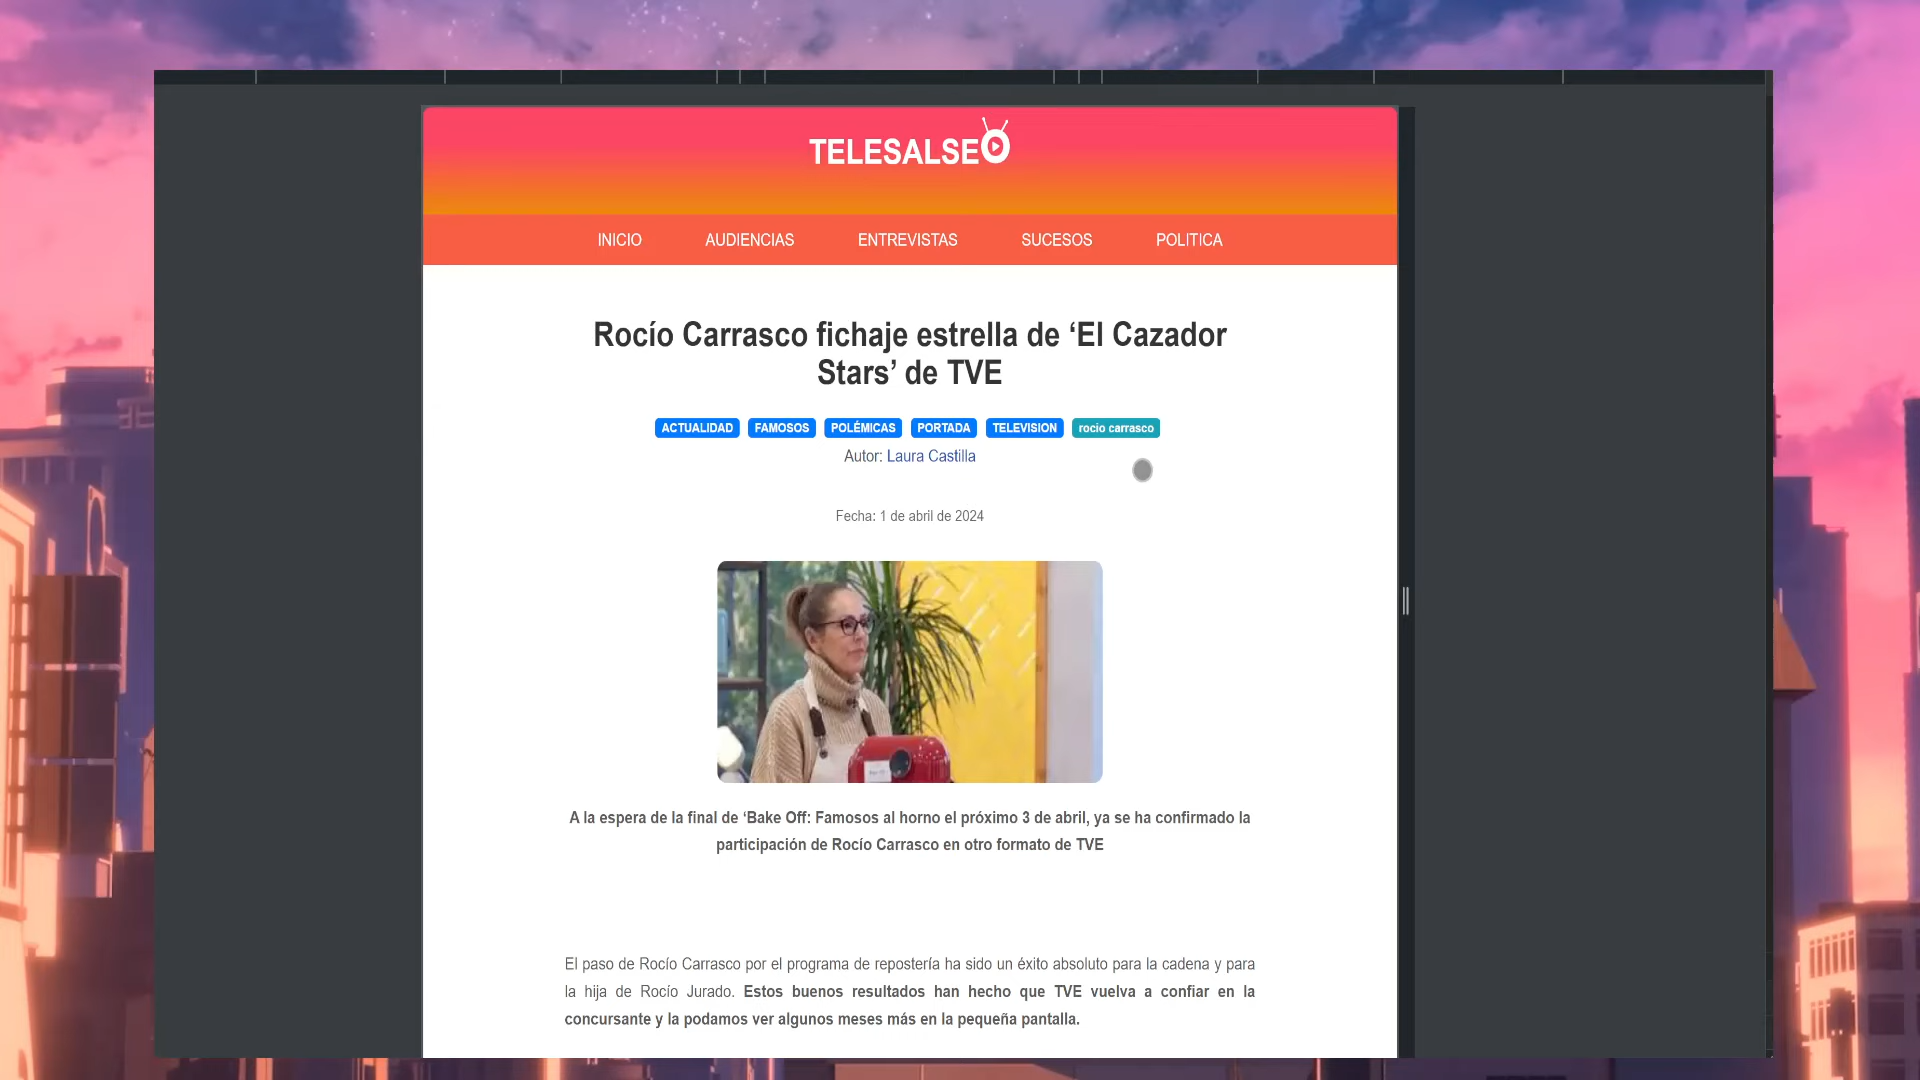 TELESALSEO
INICIO AUDIENCIAS ENTREVISTAS SUCESOS POLITICA
Rocío Carrasco fichaje estrella de ‘El Cazador
Stars’ de TVE
ACTUALIDAD FAMOSOS POLÉMICAS PORTADA TELEVISION rocio carrasco
Autor: Laura Castilla
Fecha: 1 de abril de 2024
A la espera de la final de ‘Bake Off: Famosos al horno el próximo 3 de abril, ya se ha confirmado la
participación de Rocío Carrasco en otro formato de TVE
El paso de Rocío Carrasco por el programa de repostería ha sido un éxito absoluto para la cadena y para
la hija de Rocío Jurado. Estos buenos resultados han hecho que TVE vuelva a confiar en la
concursante y la podamos ver algunos meses más en la pequeña pantalla.